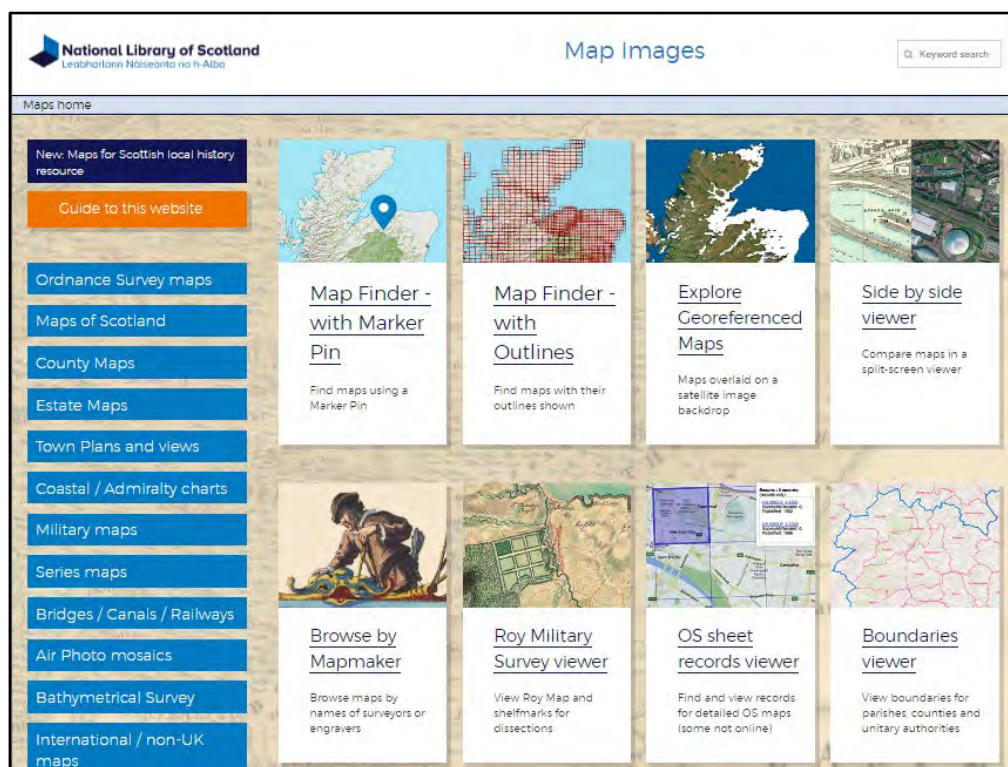 National Library of Scotland
Leabharlann Nàiseanta na h-Alba
Map Images
Keyword search
Maps home
New: Maps for Scottish local history
resource
Guide to this website
Ordnance Survey maps
Maps of Scotland
County Maps
Estate Maps
Town Plans and views
Coastal / Admiralty charts
Military maps
Series maps
Bridges / Canals / Railways
Air Photo mosaics
Bathymetrical Survey
International / non-UK
maps
Map Finder -
with Marker
Pin
Find maps using a
Marker Pin
Map Finder -
with
Outlines
Find maps with their
outlines shown
Explore
Georeferenced
Maps
Maps overlaid on a
satellite image
backdrop
Side by side
viewer
Compare maps in a
split-screen viewer
Browse by
Mapmaker
Browse maps by
names of surveyors or
engravers
Roy Military
Survey viewer
View Roy Map and
shelfmarks for
dissections
OS sheet
records viewer
Find and view records
for detailed OS maps
(some not online)
Boundaries
viewer
View boundaries for
parishes, counties and
unitary authorities